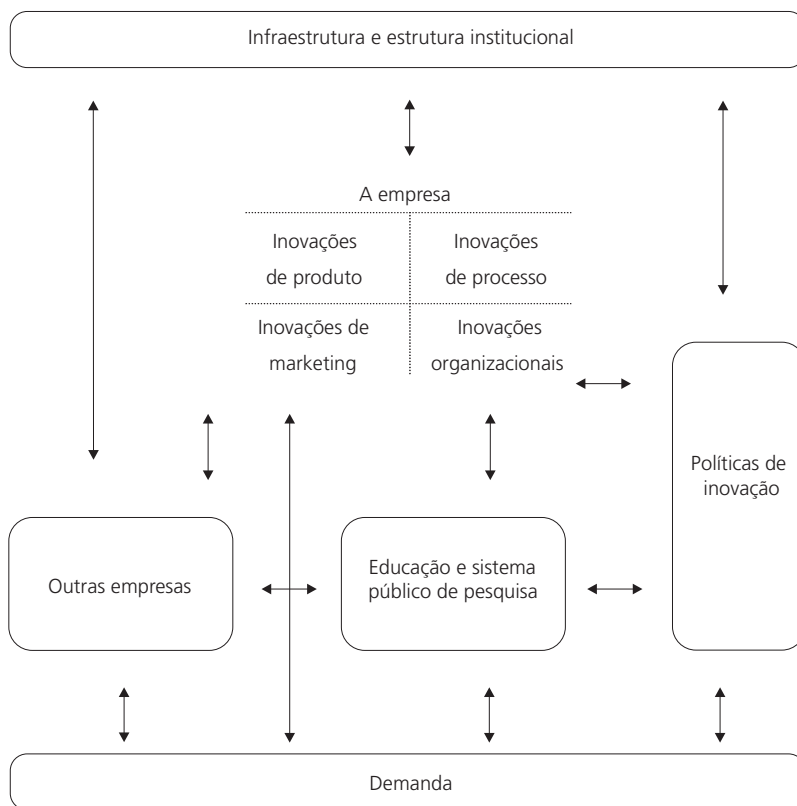 Infraestrutura e estrutura institucional
A empresa
Inovações
de produto
Inovações
de processo
Inovações de
marketing
Inovações
organizacionais
Políticas de
inovação
Outras empresas
Educação e sistema
público de pesquisa
Demanda